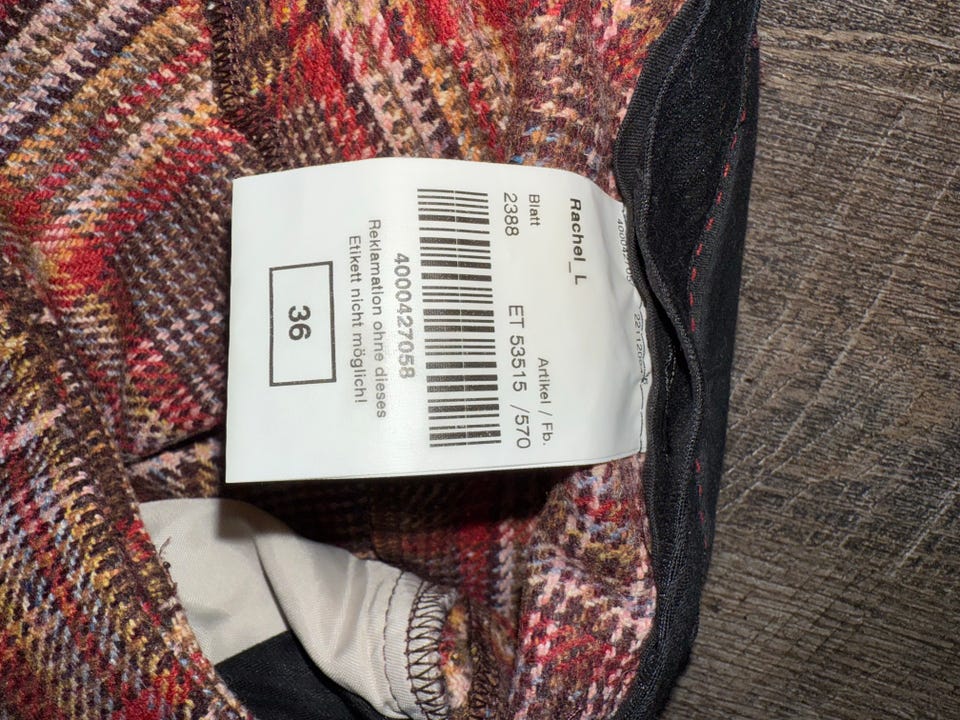 Rachel_L
Blatt
2388
Artikel / Fb.
ET 53515 /570
4000427058
Reklamation ohne dieses
Etikett nicht möglich!
36